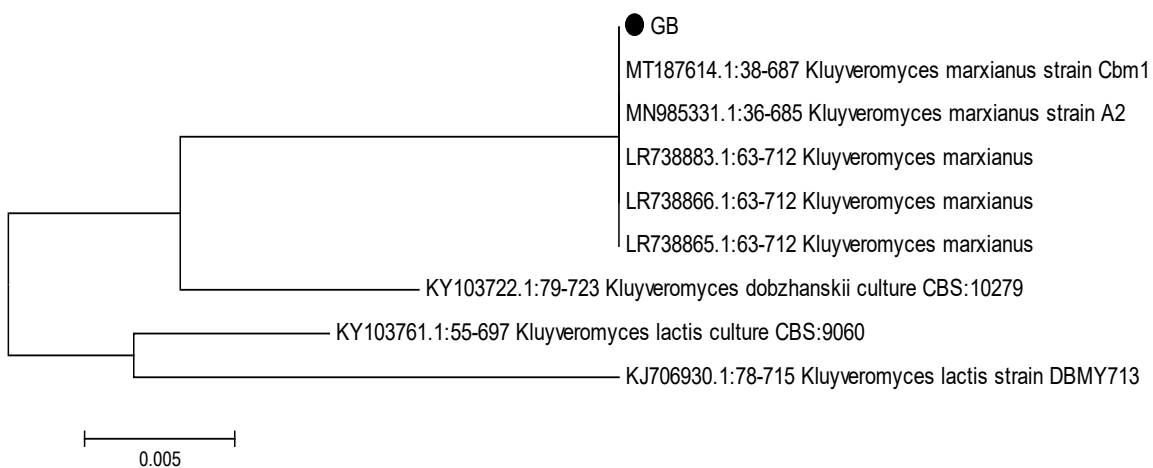 GB
MT187614.1:38-687 Kluyveromyces marxianus strain Cbm1
MN985331.1:36-685 Kluyveromyces marxianus strain A2
LR738883.1:63-712 Kluyveromyces marxianus
LR738866.1:63-712 Kluyveromyces marxianus
LR738865.1:63-712 Kluyveromyces marxianus
KY103722.1:79-723 Kluyveromyces dobzhanskii culture CBS:10279
KY103761.1:55-697 Kluyveromyces lactis culture CBS:9060
KJ706930.1:78-715 Kluyveromyces lactis strain DBMY713
0.005